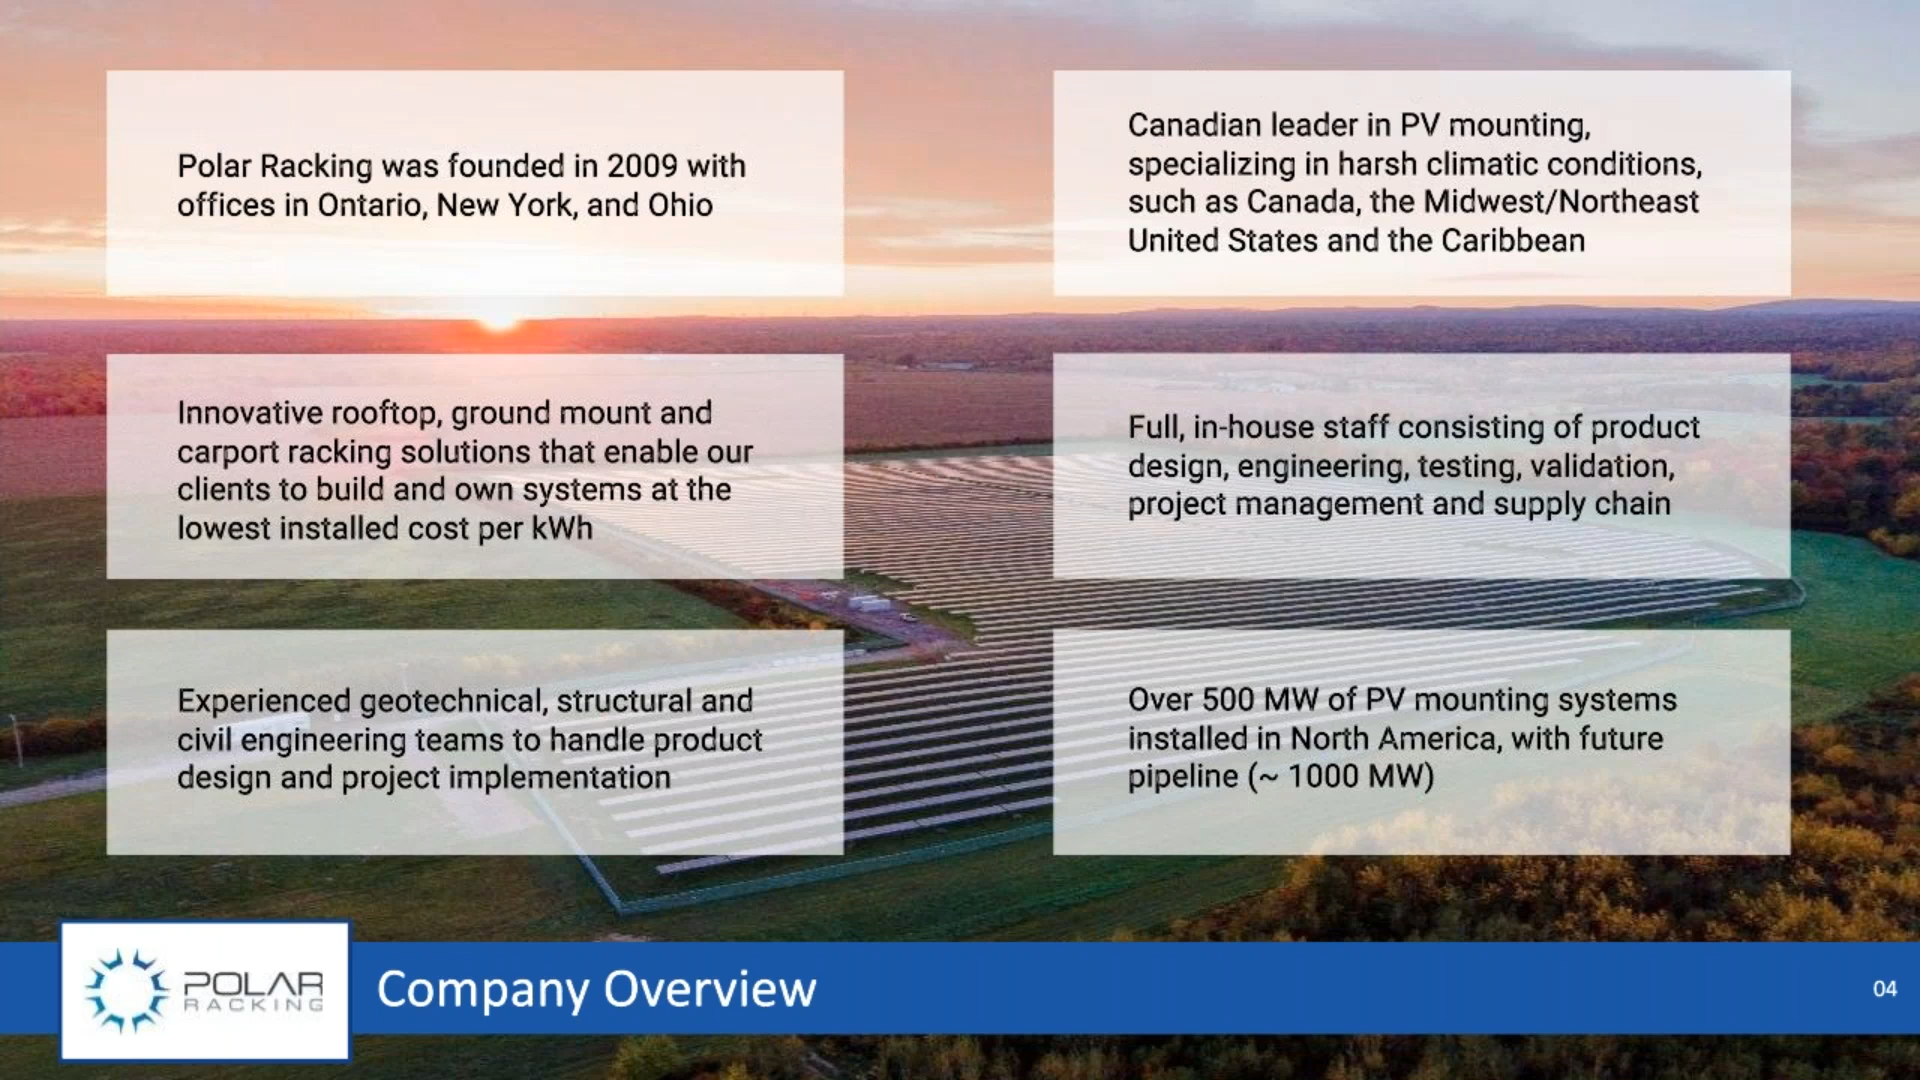 Polar Racking was founded in 2009 with
offices in Ontario, New York, and Ohio
Canadian leader in PV mounting,
specializing in harsh climatic conditions,
such as Canada, the Midwest/Northeast
United States and the Caribbean
Innovative rooftop, ground mount and
carport racking solutions that enable our
clients to build and own systems at the
lowest installed cost per kWh
Full, in-house staff consisting of product
design, engineering, testing, validation,
project management and supply chain
Experienced geotechnical, structural and
civil engineering teams to handle product
design and project implementation
Over 500 MW of PV mounting systems
installed in North America, with future
pipeline (~ 1000 MW)
POLAR
RACKING
Company Overview
04